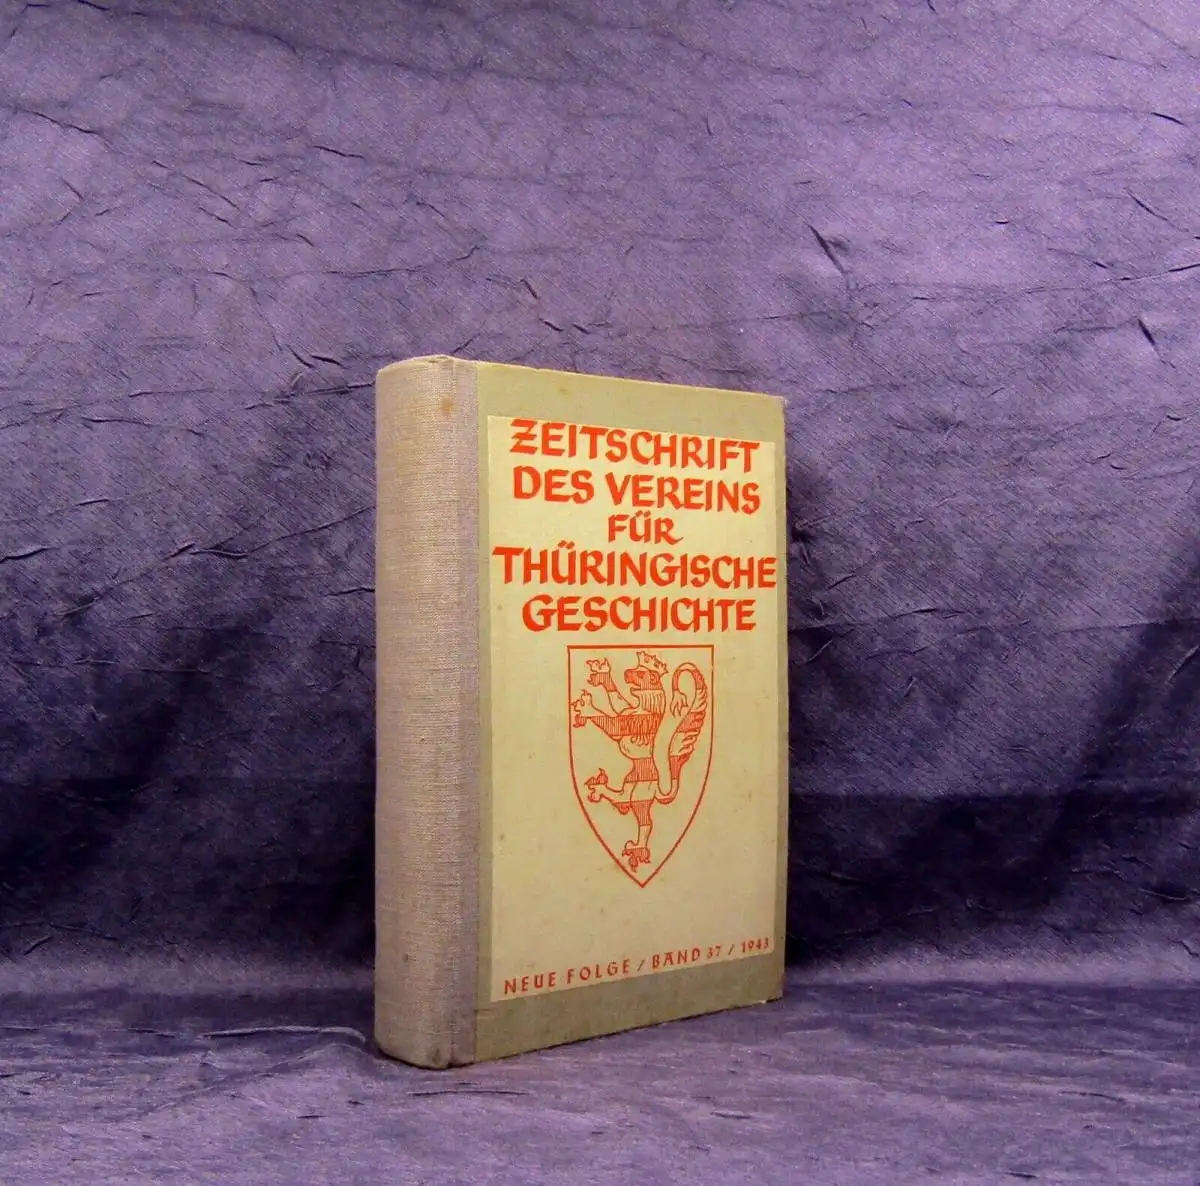 ZEITSCHRIFT
DES VEREINS
FÜR
THÜRINGISCHE
GESCHICHTE
NEUE FOLGE / BAND 37 / 1943